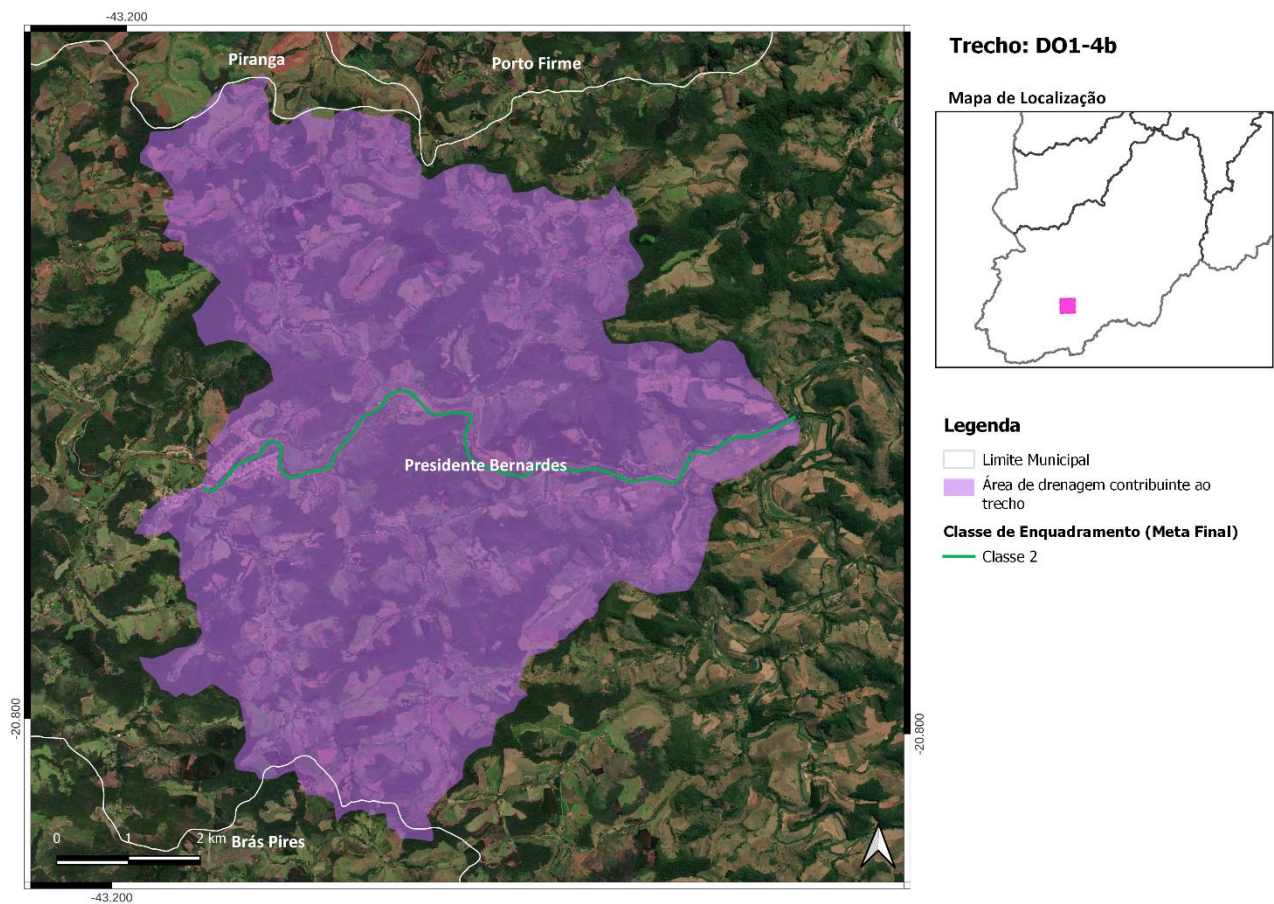 -43.200
Piranga
Porto Firme
Presidente Bernardes
-20.800
-20.800
0 1 2 km
Brás Pires
-43.200
Trecho: DO1-4b
Mapa de Localização
Legenda
Limite Municipal
Área de drenagem contribuinte ao
trecho
Classe de Enquadramento (Meta Final)
Classe 2